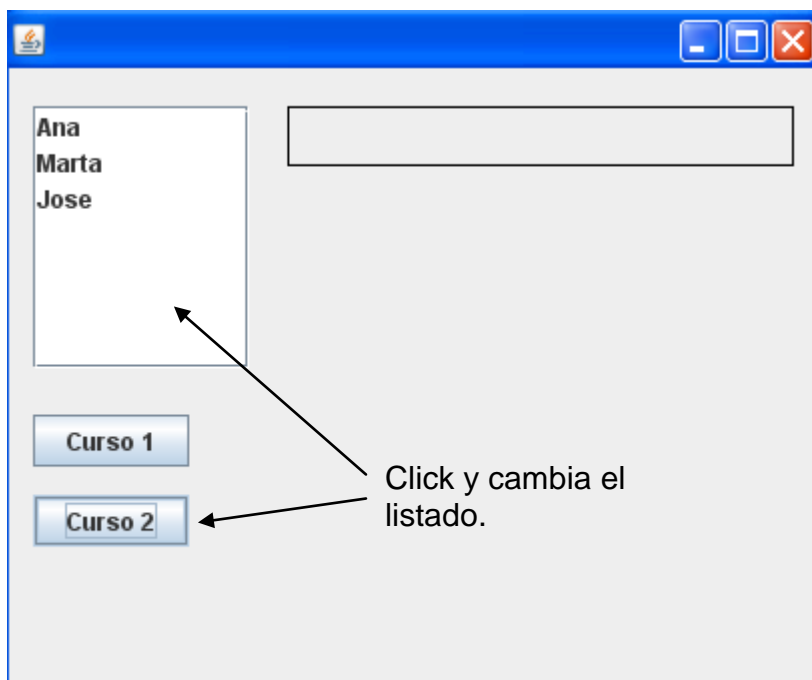 Ana
Marta
Jose
Curso 1
Curso 2
Click y cambia el
listado.